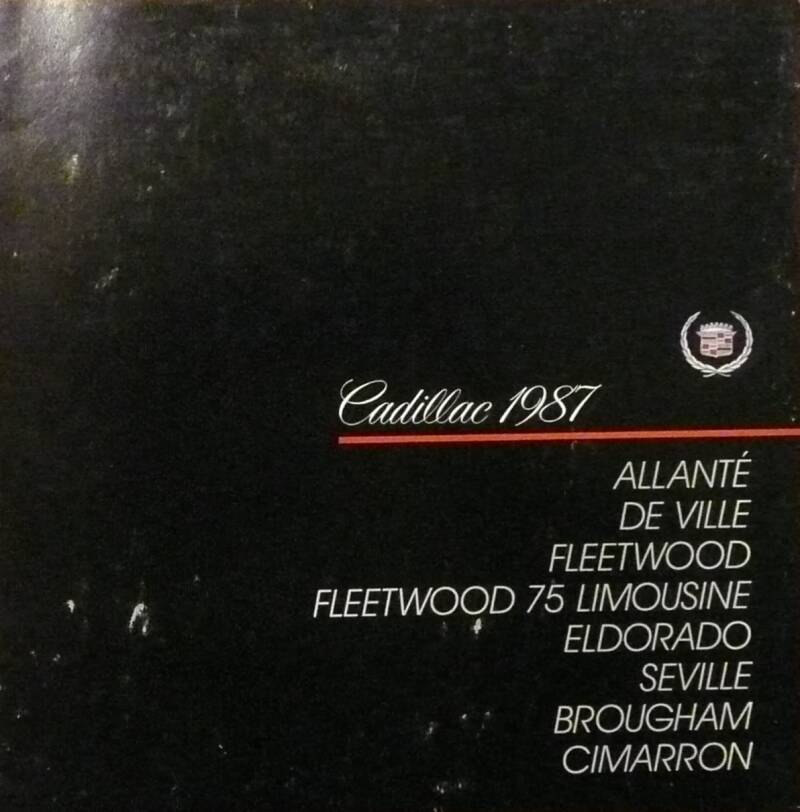 Cadillac 1987
ALLANTÉ
DE VILLE
FLEETWOOD
FLEETWOOD 75 LIMOUSINE
ELDORADO
SEVILLE
BROUGHAM
CIMARRON